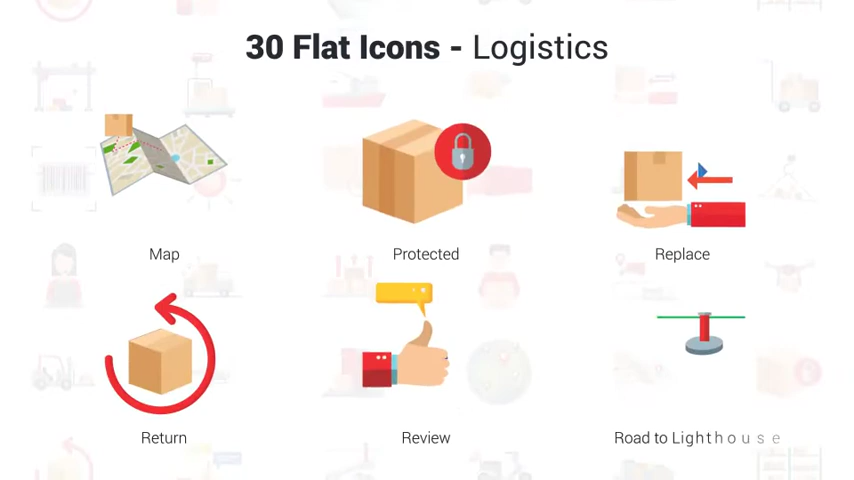 30 Flat Icons - Logistics
Map
Protected
Replace
Return
Review
Road to Lighthouse